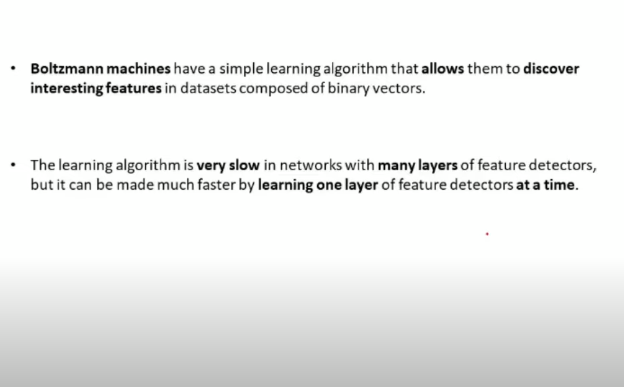 • Boltzmann machines have a simple learning algorithm that allows them to discover
interesting features in datasets composed of binary vectors.
• The learning algorithm is very slow in networks with many layers of feature detectors,
but it can be made much faster by learning one layer of feature detectors at a time.